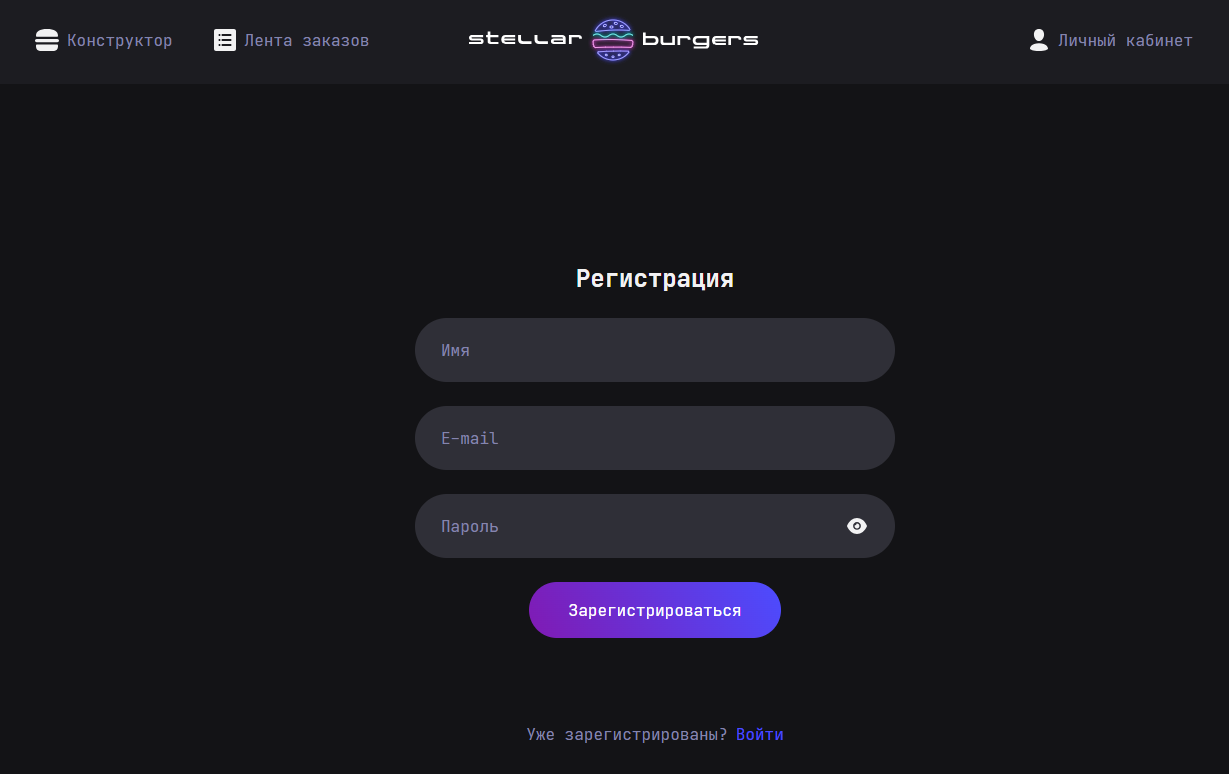 Конструктор Лента заказов stellar burgers Личный кабинет
Регистрация
Имя
E-mail
Пароль
Зарегистрироваться
Уже зарегистрированы? Войти